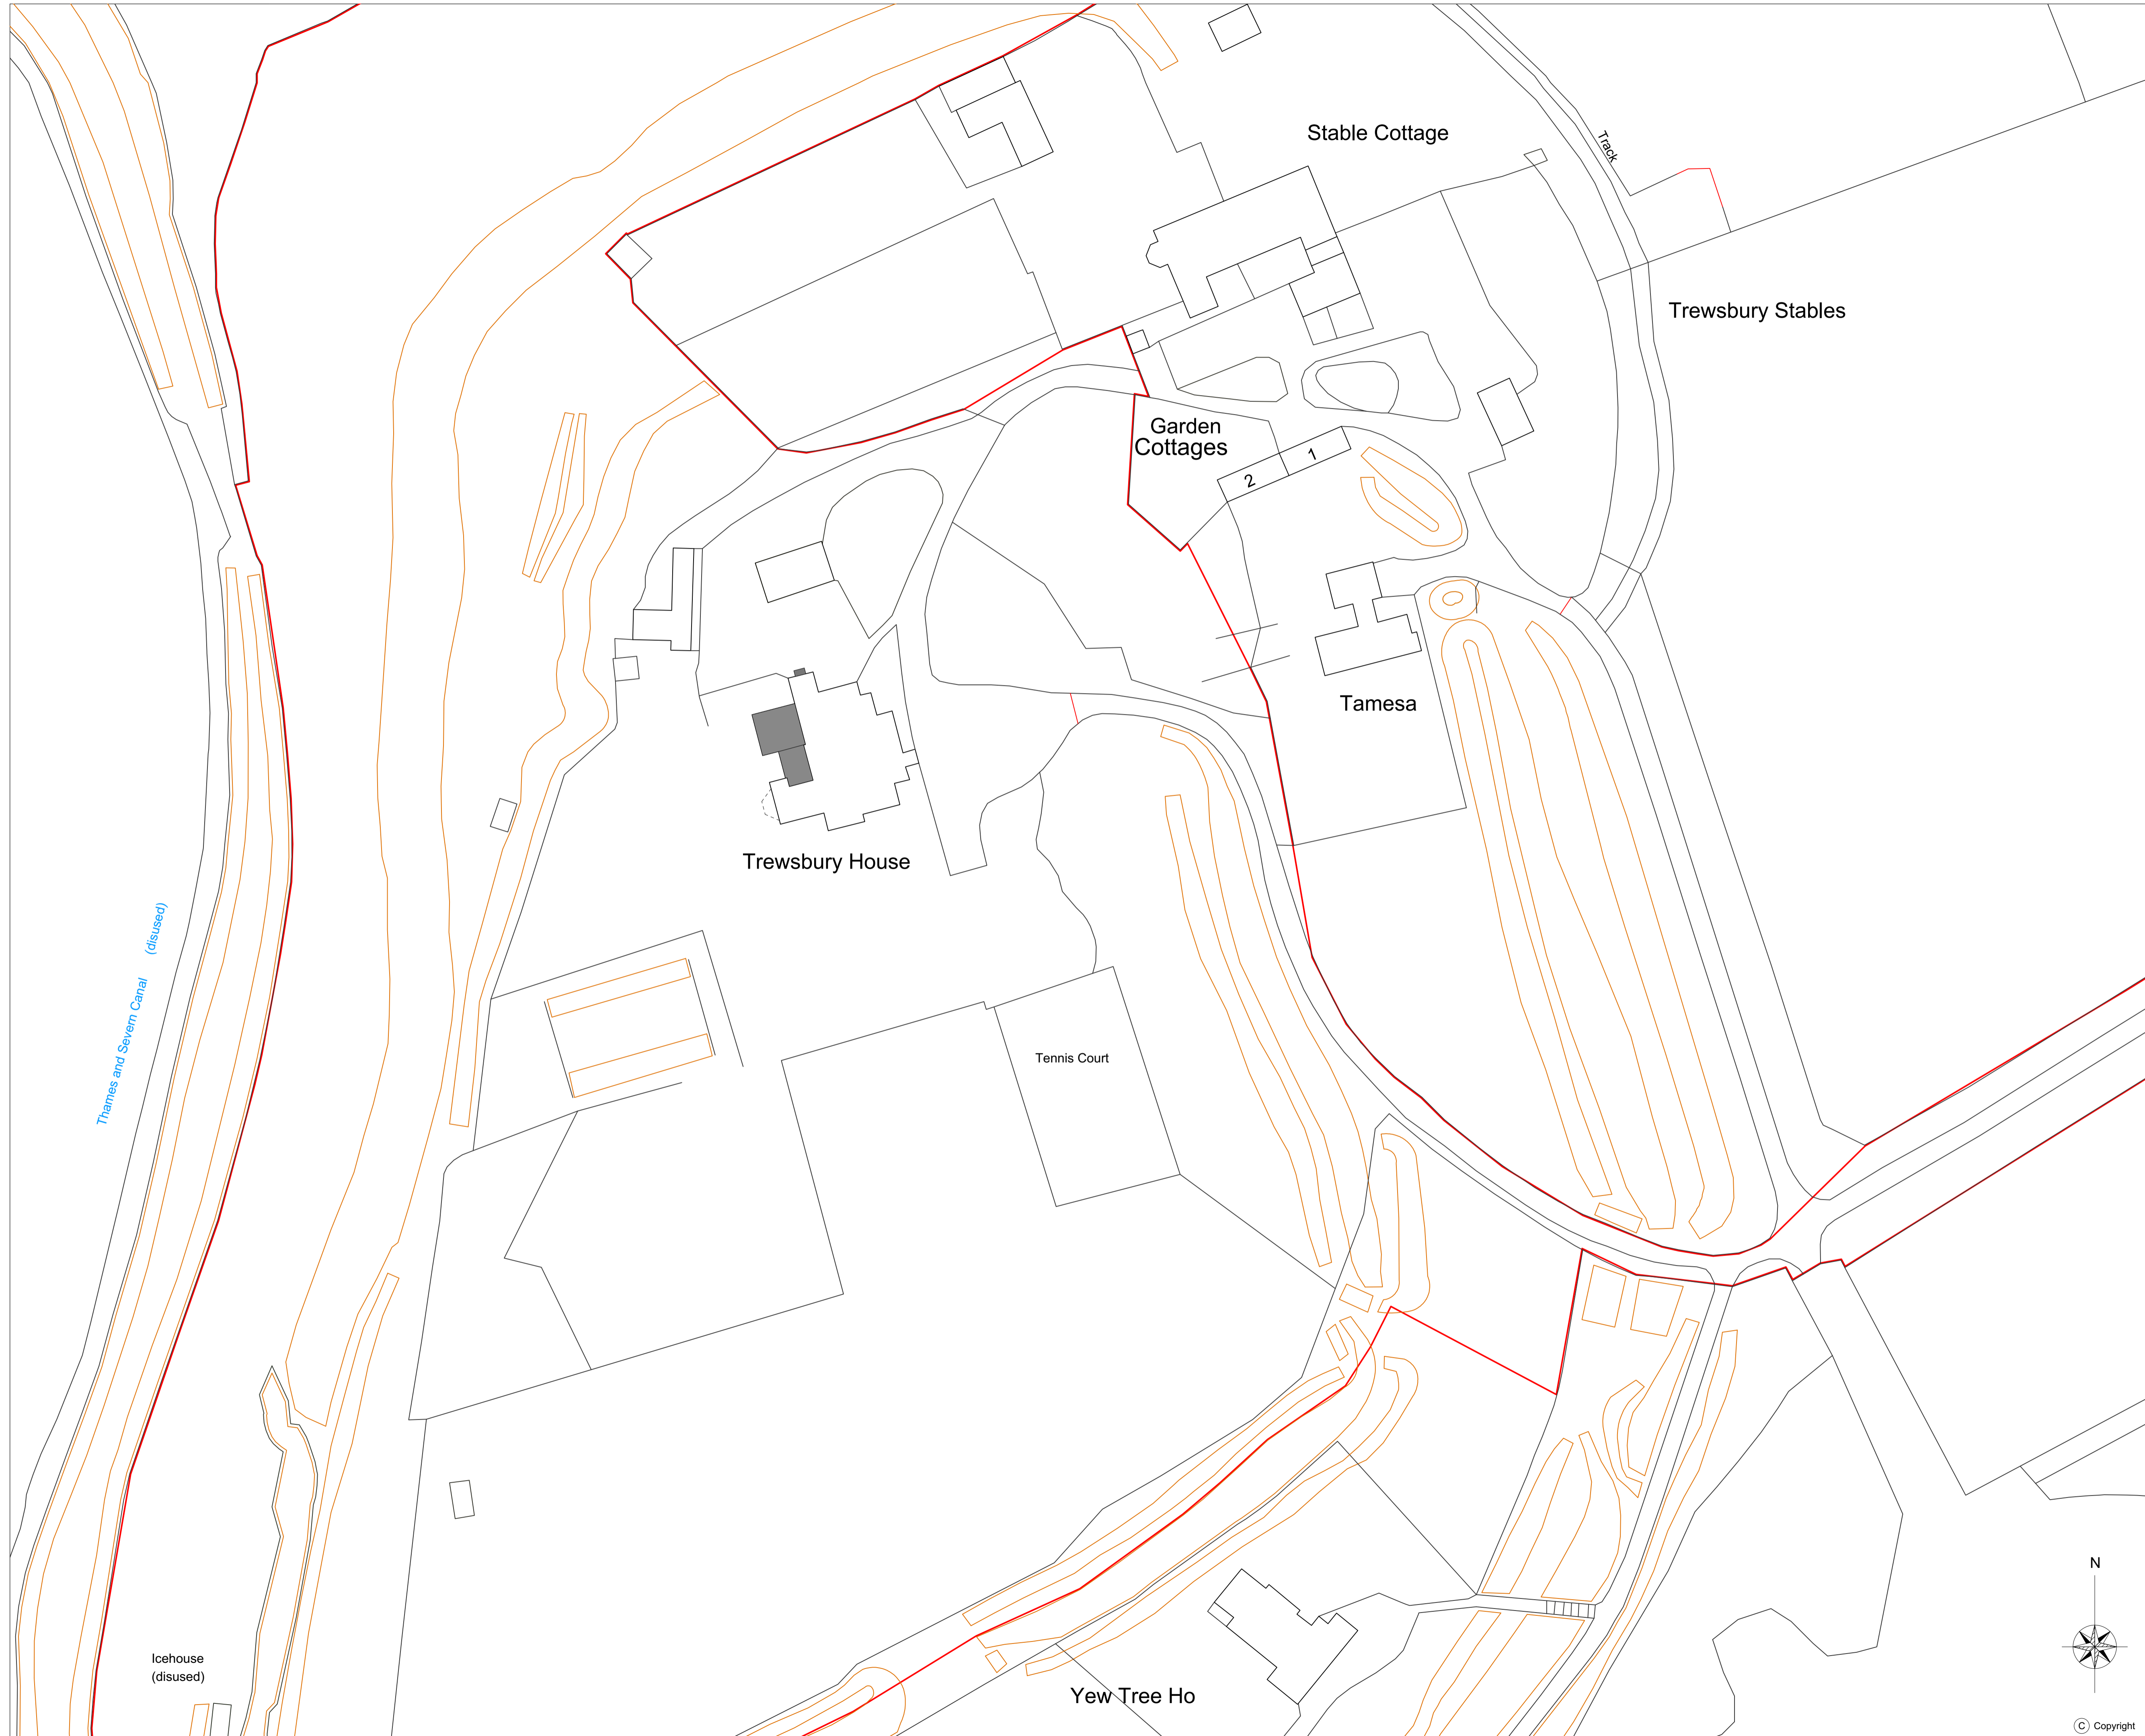 Stable Cottage
Track
Trewsbury Stables
Garden
Cottages
1
2
Tamesa
Trewsbury House
Thames and Severn Canal (disused)
Tennis Court
N
Icehouse
(disused)
Yew Tree Ho
C Copyright